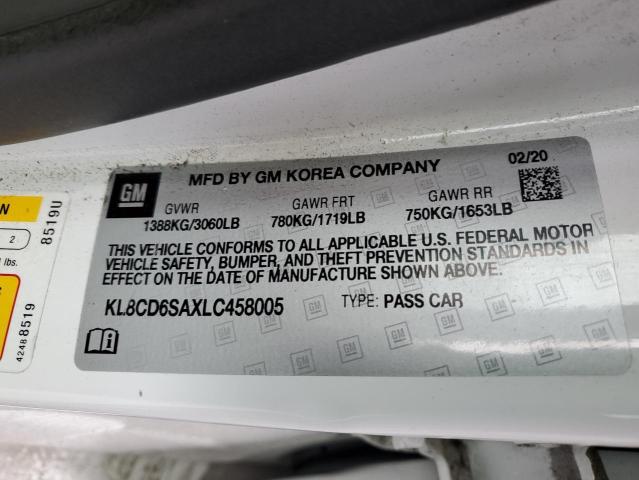 GM
MFD BY GM KOREA COMPANY
02/20
GVWR
GAWR FRT
GAWR RR
1388KG/3060LB
780KG/1719LB
750KG/1653LB
THIS VEHICLE CONFORMS TO ALL APPLICABLE U.S. FEDERAL MOTOR
VEHICLE SAFETY, BUMPER, AND THEFT PREVENTION STANDARDS IN
EFFECT ON THE DATE OF MANUFACTURE SHOWN ABOVE.
KL8CD6SAXLC458005
TYPE: PASS CAR
N
2
lbs.
8519U
42488519